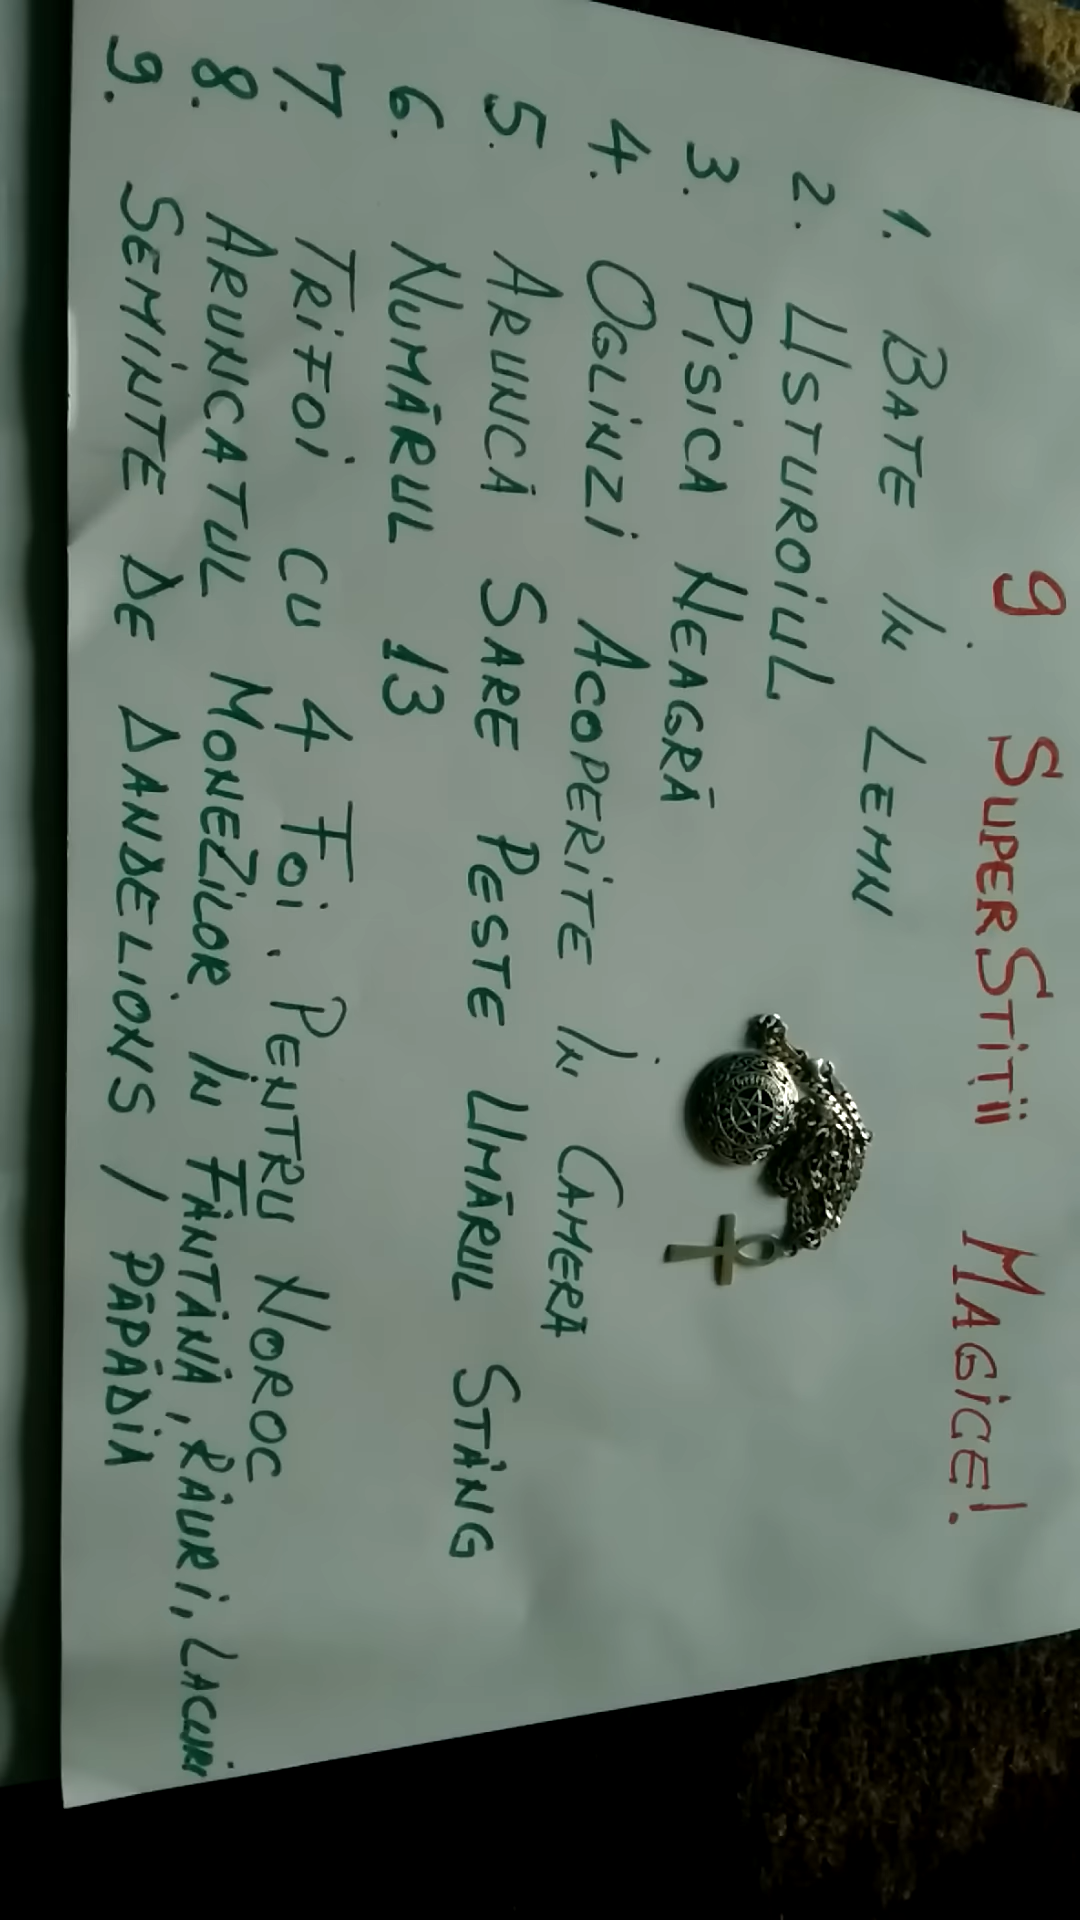 9 SUPERSTIȚII MAGICE!
1. BATE ÎN LEMN
2. USTUROIUL
3. PISICA NEAGRĂ
4. OGLINZI ACOPERITE ÎN CAMERĂ
5. ARUNCĂ SARE PESTE UMĂRUL STÂNG
6. NUMĂRUL 13
7. TRIFOI CU 4 FOI. PENTRU NOROC
8. ARUNCATUL MONEZILOR ÎN FÂNTÂNĂ, RÂURI, LACURI
9. SEMINTE DE DANDELIONS / PĂPĂDIA